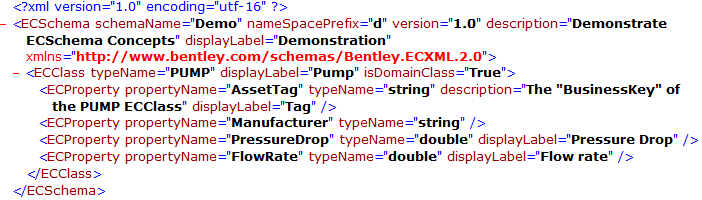 <?xml version="1.0" encoding="utf-16" ?>
- <ECSchema schemaName="Demo" nameSpacePrefix="d" version="1.0" description="Demonstrate
ECSchema Concepts" displayLabel="Demonstration"
xmlns="http://www.bentley.com/schemas/Bentley.ECXML.2.0">
- <ECClass typeName="PUMP" displayLabel="Pump" isDomainClass="True">
<ECProperty propertyName="AssetTag" typeName="string" description="The "BusinessKey" of
the PUMP ECClass" displayLabel="Tag" />
<ECProperty propertyName="Manufacturer" typeName="string" />
<ECProperty propertyName="PressureDrop" typeName="double" displayLabel="Pressure Drop" />
<ECProperty propertyName="FlowRate" typeName="double" displayLabel="Flow rate" />
</ECClass>
</ECSchema>